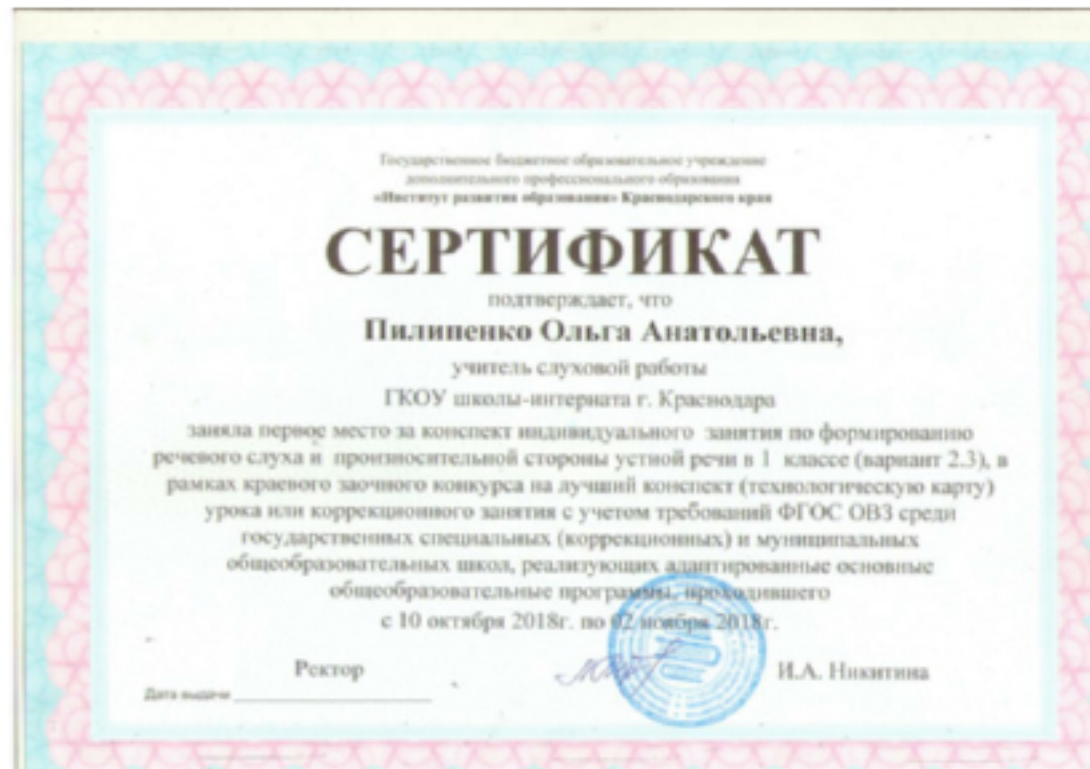 Государственное бюджетное образовательное учреждение
дополнительного профессионального образования
«Институт развития образования» Краснодарского края
СЕРТИФИКАТ
подтверждает, что
Пилипенко Ольга Анатольевна,
учитель слуховой работы
ГКОУ школы-интерната г. Краснодара
заняла первое место за конспект индивидуального занятия по формированию
речевого слуха и произносительной стороны устной речи в 1 классе (вариант 2.3), в
рамках краевого заочного конкурса на лучший конспект (технологическую карту)
урока или коррекционного занятия с учетом требований ФГОС ОВЗ среди
государственных специальных (коррекционных) и муниципальных
общеобразовательных школ, реализующих адаптированные основные
общеобразовательные программы, проходившего
с 10 октября 2018г. по 02 ноября 2018г.
Ректор И.А. Никитина
Дата выдачи